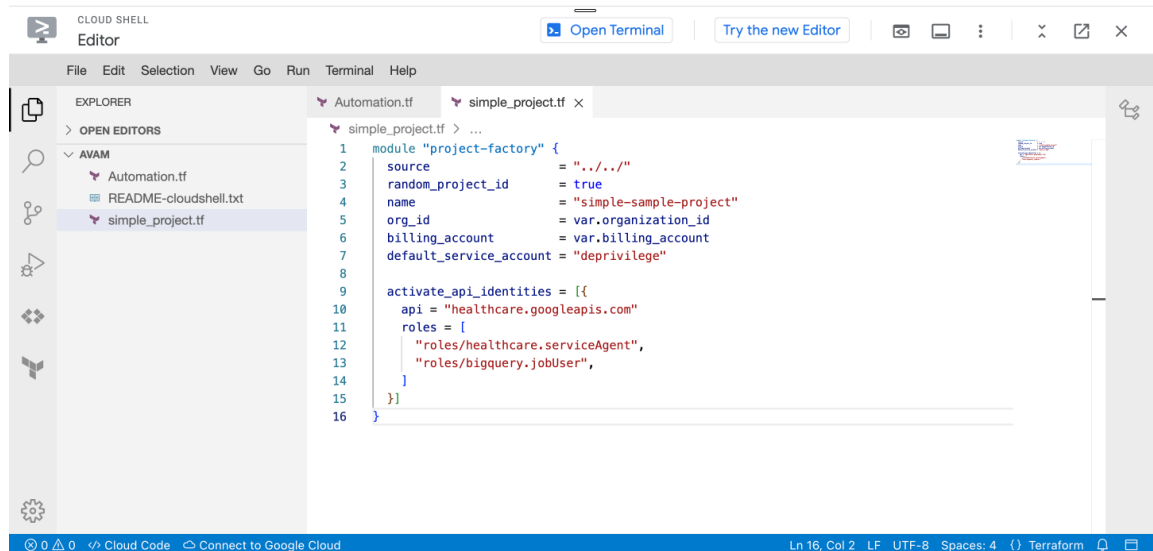 CLOUD SHELL
Editor
Open Terminal
Try the new Editor
File Edit Selection View Go Run Terminal Help
EXPLORER
OPEN EDITORS
AVAM
Automation.tf
README-cloudshell.txt
simple_project.tf
Automation.tf
simple_project.tf
simple_project.tf > ...
1 module "project-factory" {
2 source = "../../"
3 random_project_id = true
4 name = "simple-sample-project"
5 org_id = var.organization_id
6 billing_account = var.billing_account
7 default_service_account = "deprivilege"
8
9 activate_api_identities = [{
10 api = "healthcare.googleapis.com"
11 roles = [
12 "roles/healthcare.serviceAgent",
13 "roles/bigquery.jobUser",
14 ]
15 }]
16 }
0 0 Cloud Code Connect to Google Cloud Ln 16, Col 2 LF UTF-8 Spaces: 4 {} Terraform